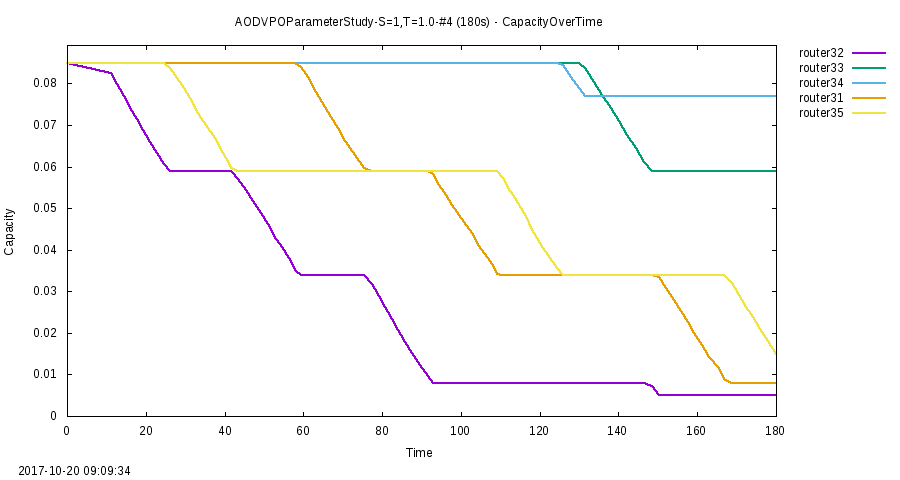 AODVPOParameterStudy-S=1,T=1.0-#4 (180s) - CapacityOverTime
router32
router33
router34
router31
router35
Capacity
0.08
0.07
0.06
0.05
0.04
0.03
0.02
0.01
0
0 20 40 60 80 100 120 140 160 180
Time
2017-10-20 09:09:34